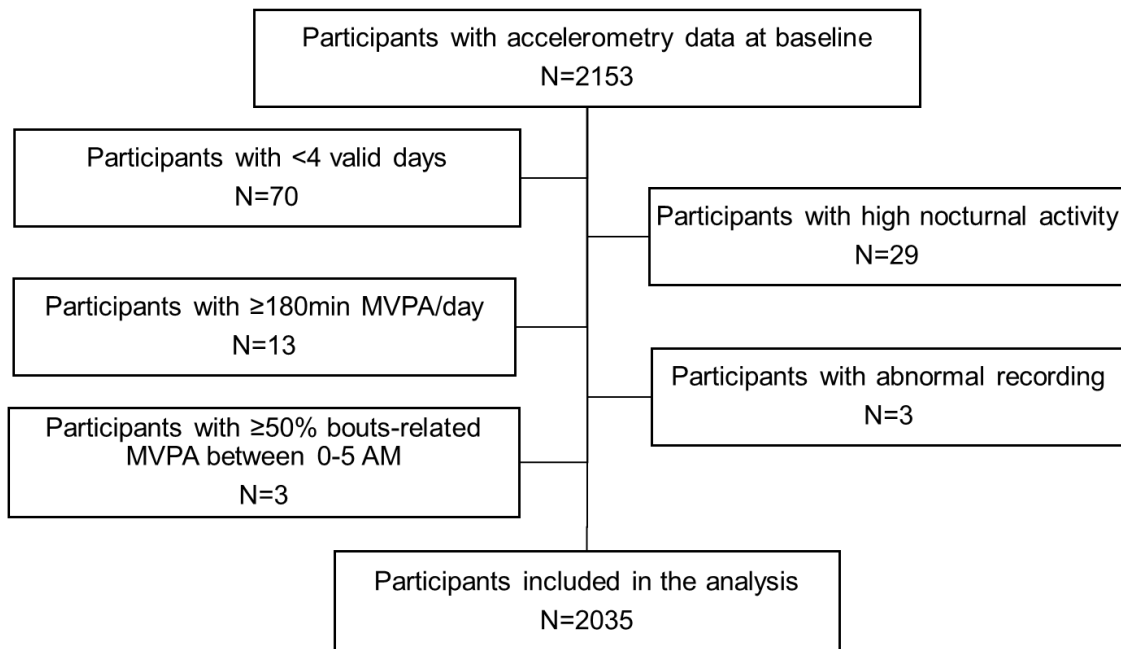 Participants with accelerometry data at baseline
N=2153
Participants with <4 valid days
N=70
Participants with high nocturnal activity
N=29
Participants with ≥180min MVPA/day
N=13
Participants with abnormal recording
N=3
Participants with ≥50% bouts-related
MVPA between 0-5 AM
N=3
Participants included in the analysis
N=2035